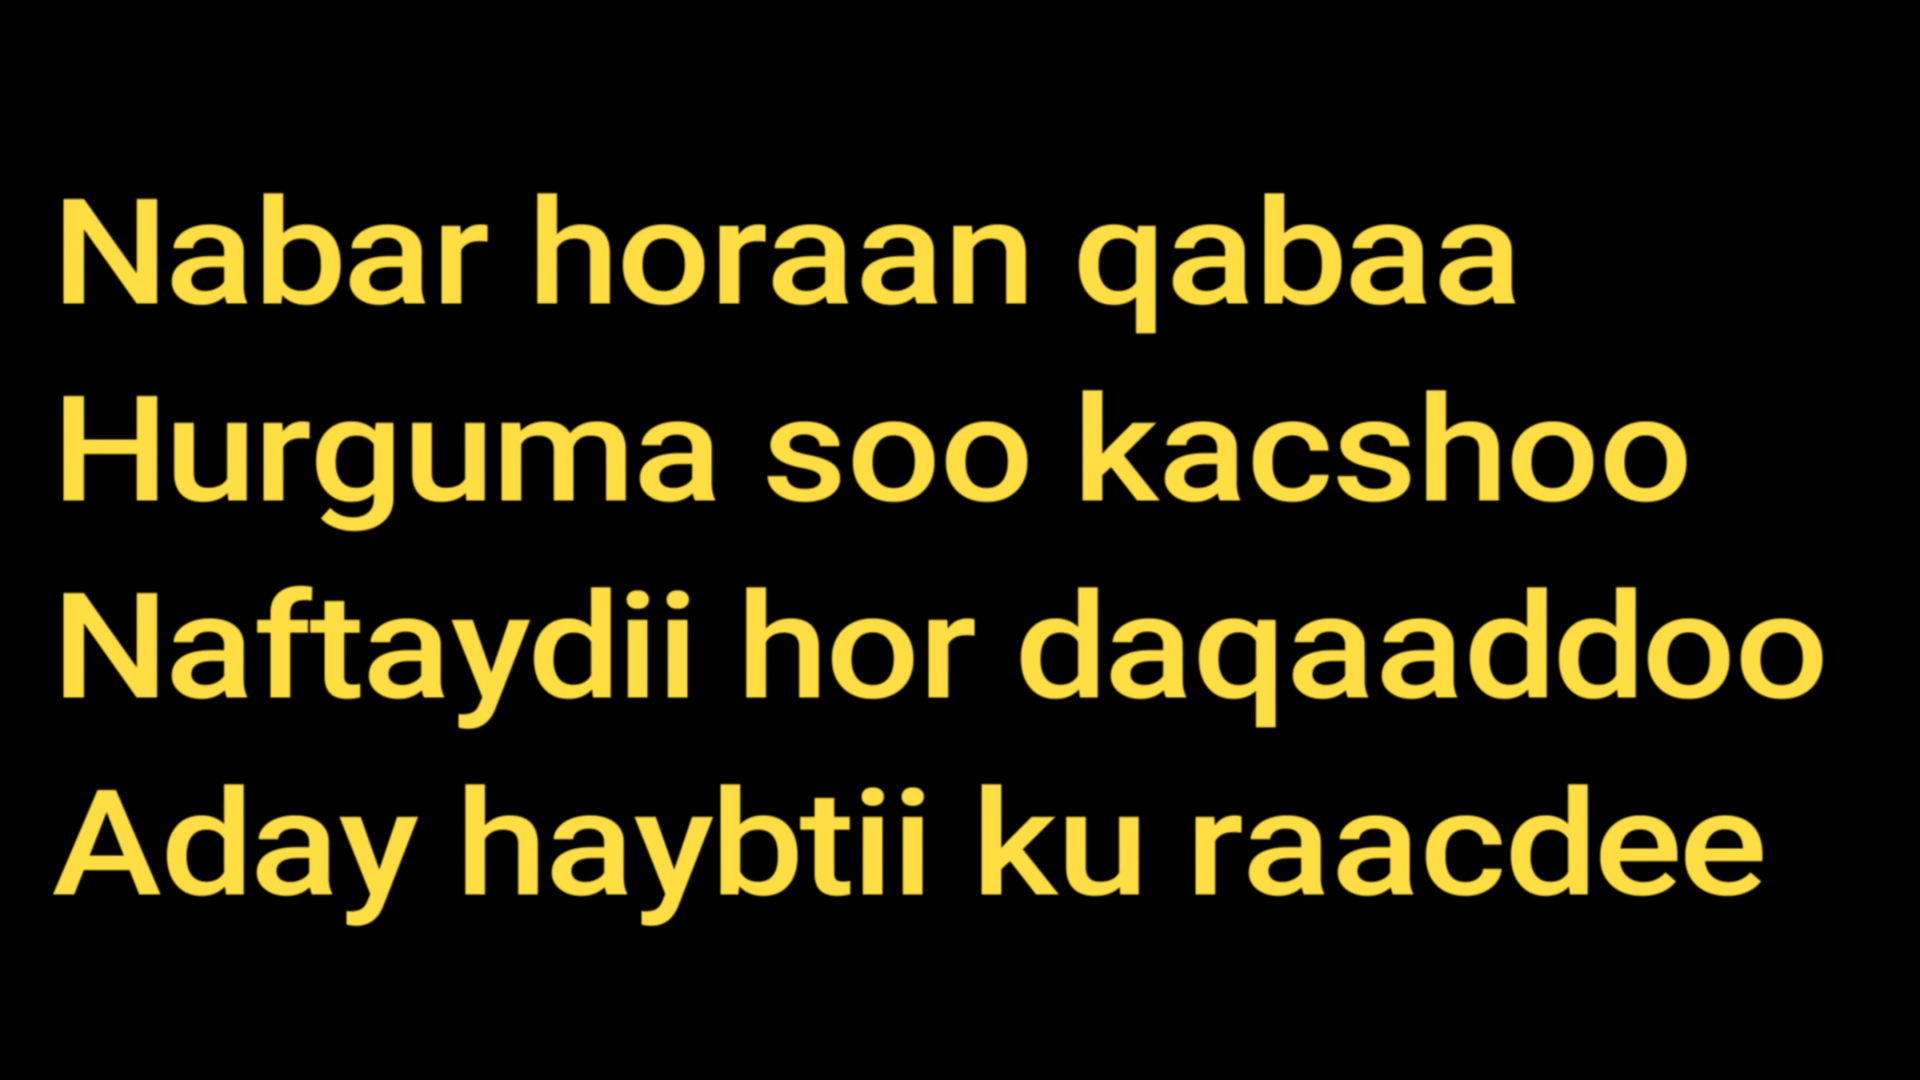 Nabar horaan qabaa
Hurguma soo kacshoo
Naftaydii hor daqaaddoo
Aday haybtii ku raacdee